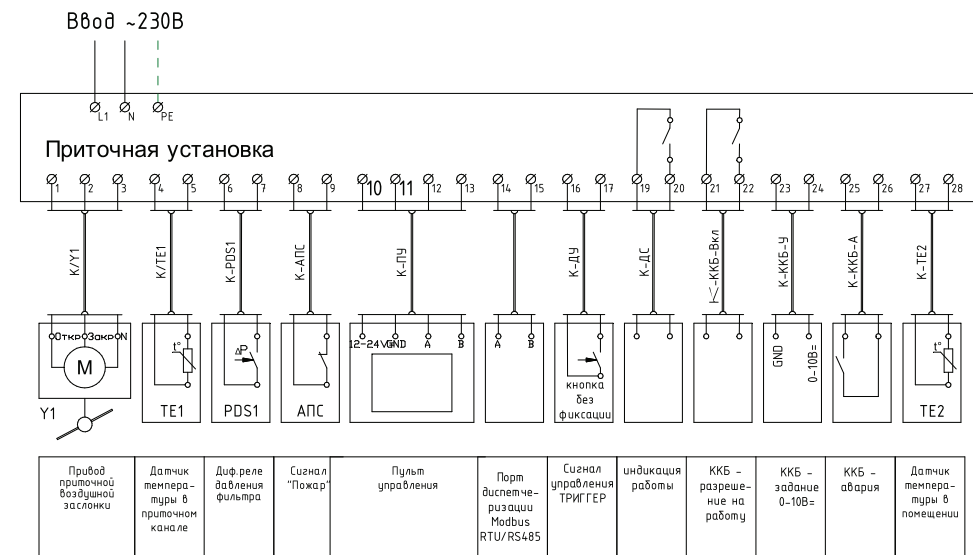 Ввод ~230В
L1
N
PE
Приточная установка
1
2
3
4
5
6
7
8
9
10
11
12
13
14
15
16
17
19
20
21
22
23
24
25
26
27
28
К/Y1
К/TE1
К-PDS1
К-АПС
К-ПУ
К-ДУ
К-ДС
К-ККБ-Вкл
К-ККБ-У
К-ККБ-А
К-TE2
Откр
Закр
N
М
Y1
t°
TE1
ΔP
PDS1
АПС
12-24V
GND
A
B
A
B
кнопка
без
фиксации
GND
0-10В=
t°
TE2
Привод
приточной
воздушной
заслонки
Датчик
темпера-
туры в
приточном
канале
Диф.реле
давления
фильтра
Сигнал
"Пожар"
Пульт
управления
Порт
диспетче-
ризации
Modbus
RTU/RS485
Сигнал
управления
ТРИГГЕР
индикация
работы
ККБ -
разреше-
ние на
работу
ККБ -
задание
0-10В=
ККБ -
авария
Датчик
темпера-
туры в
помещении